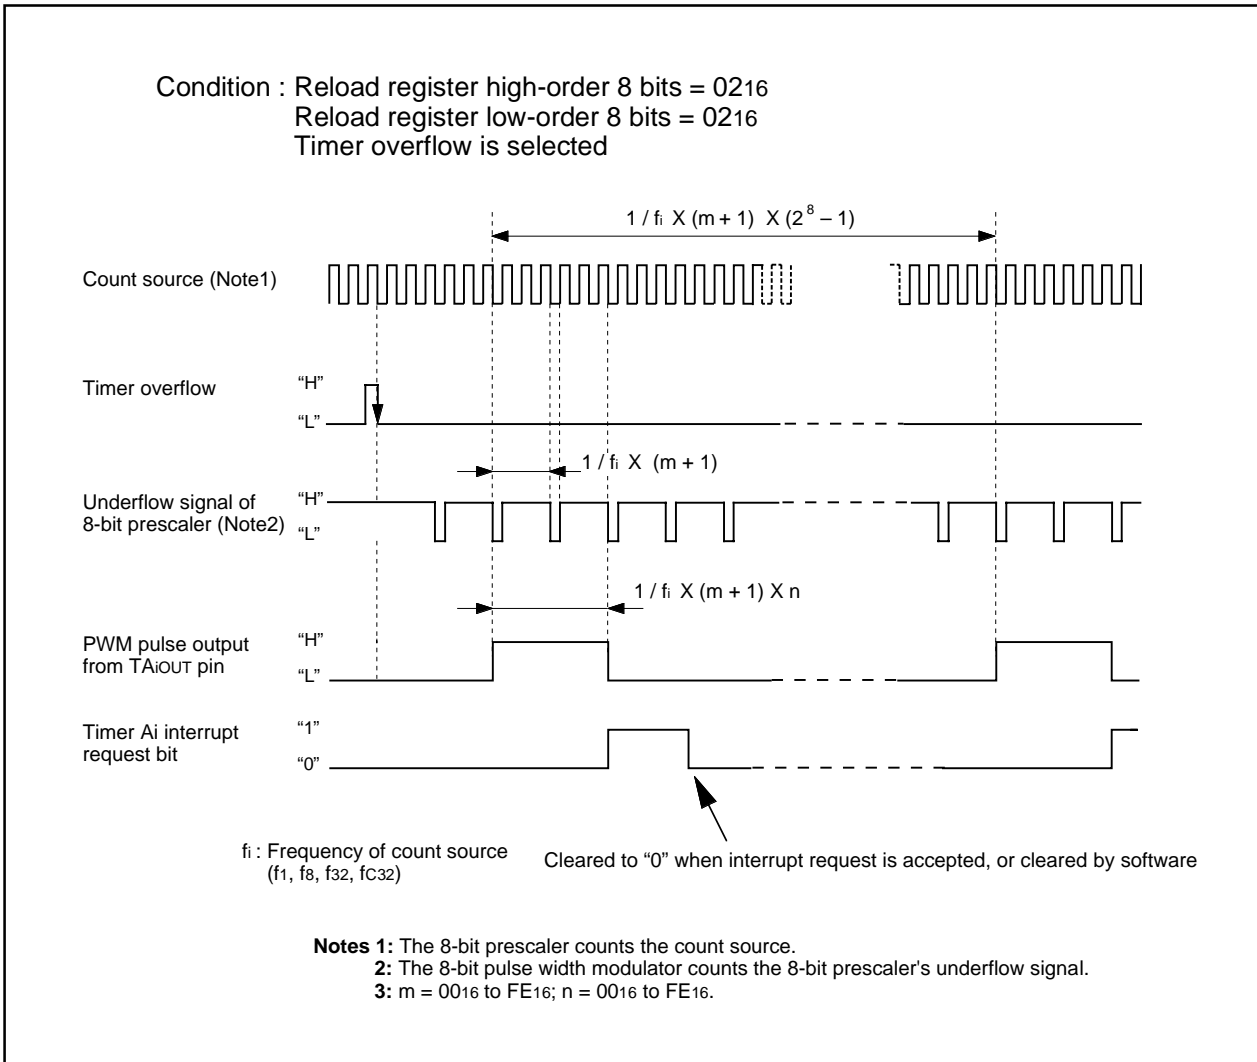 Condition : Reload register high-order 8 bits = 0216
Reload register low-order 8 bits = 0216
Timer overflow is selected
1 / fi X (m + 1) X (2^8 – 1)
Count source (Note1)
Timer overflow
“H”
“L”
1 / fi X (m + 1)
Underflow signal of
8-bit prescaler (Note2)
“H”
“L”
1 / fi X (m + 1) X n
PWM pulse output
from TAiOUT pin
“H”
“L”
Timer Ai interrupt
request bit
“1”
“0”
fi : Frequency of count source
(f1, f8, f32, fC32)
Cleared to “0” when interrupt request is accepted, or cleared by software
Notes 1: The 8-bit prescaler counts the count source.
2: The 8-bit pulse width modulator counts the 8-bit prescaler's underflow signal.
3: m = 0016 to FE16; n = 0016 to FE16.